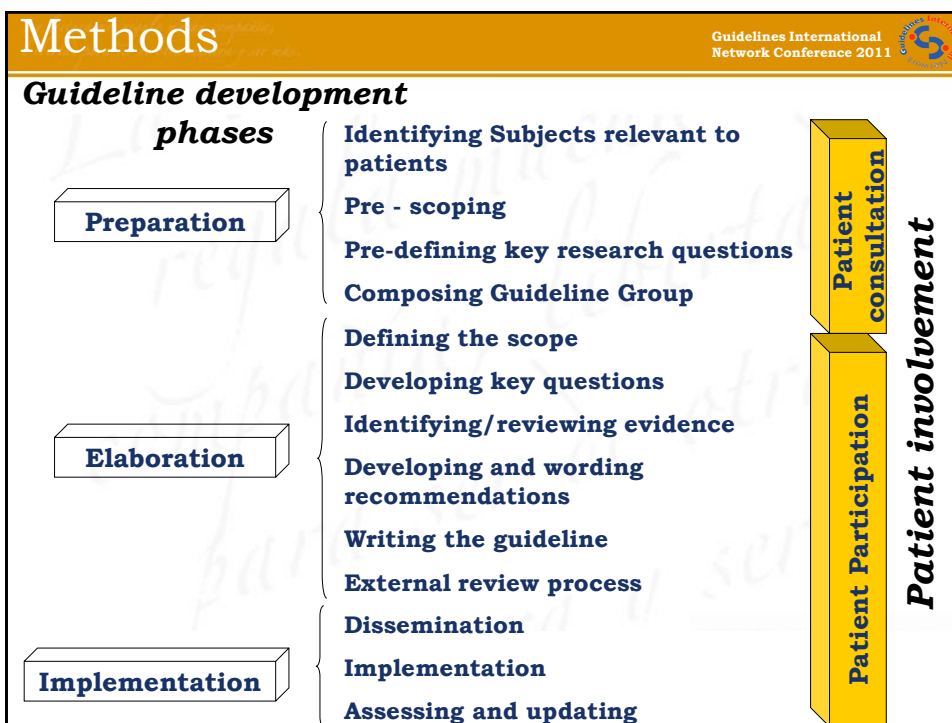 Methods
Guidelines International
Network Conference 2011
Guideline development
phases
Preparation
Identifying Subjects relevant to
patients
Pre - scoping
Pre-defining key research questions
Composing Guideline Group
Elaboration
Defining the scope
Developing key questions
Identifying/reviewing evidence
Developing and wording
recommendations
Writing the guideline
External review process
Implementation
Dissemination
Implementation
Assessing and updating
Patient
consultation
Patient Participation
Patient involvement